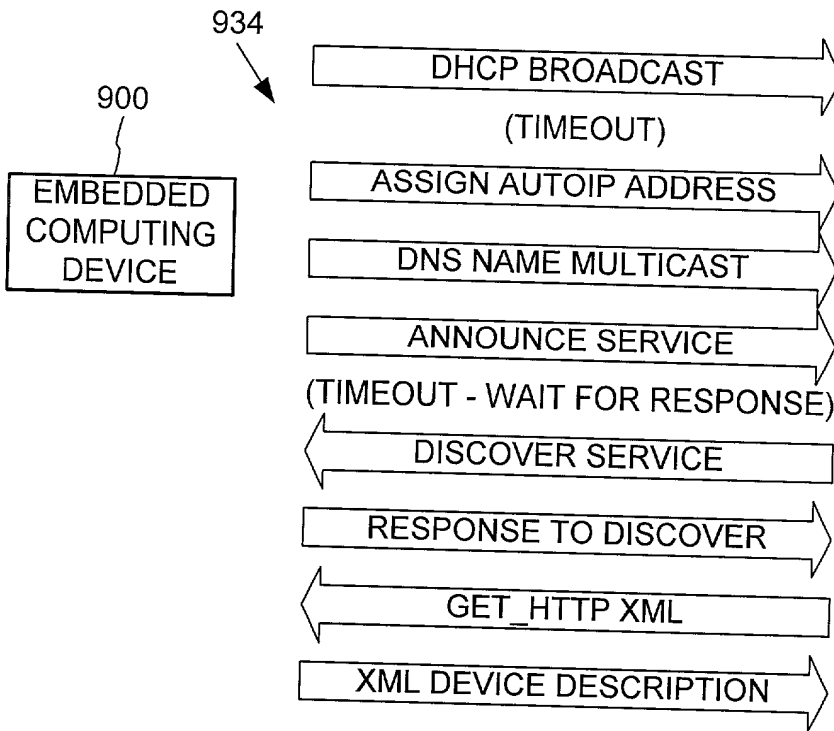 934
DHCP BROADCAST
900
(TIMEOUT)
EMBEDDED
COMPUTING
DEVICE
ASSIGN AUTOIP ADDRESS
DNS NAME MULTICAST
ANNOUNCE SERVICE
(TIMEOUT - WAIT FOR RESPONSE)
DISCOVER SERVICE
RESPONSE TO DISCOVER
GET_HTTP XML
XML DEVICE DESCRIPTION